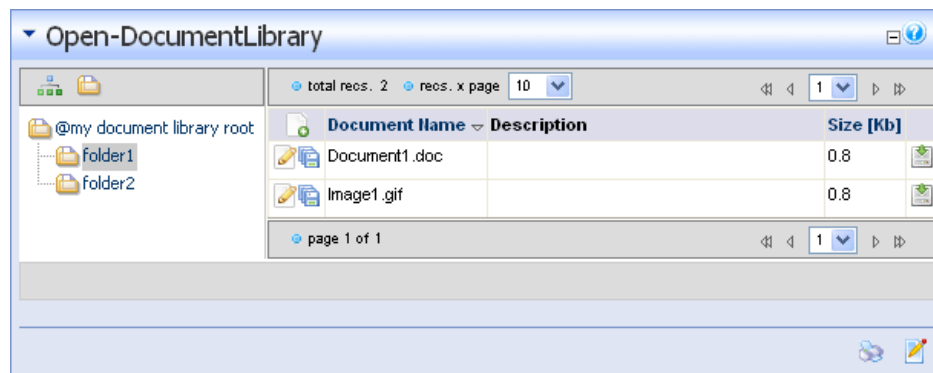 Open-DocumentLibrary
total recs. 2 recs. x page 10 1
@my document library root
folder1
folder2
Document Name Description Size [Kb]
Document1.doc 0.8
Image1.gif 0.8
page 1 of 1 1